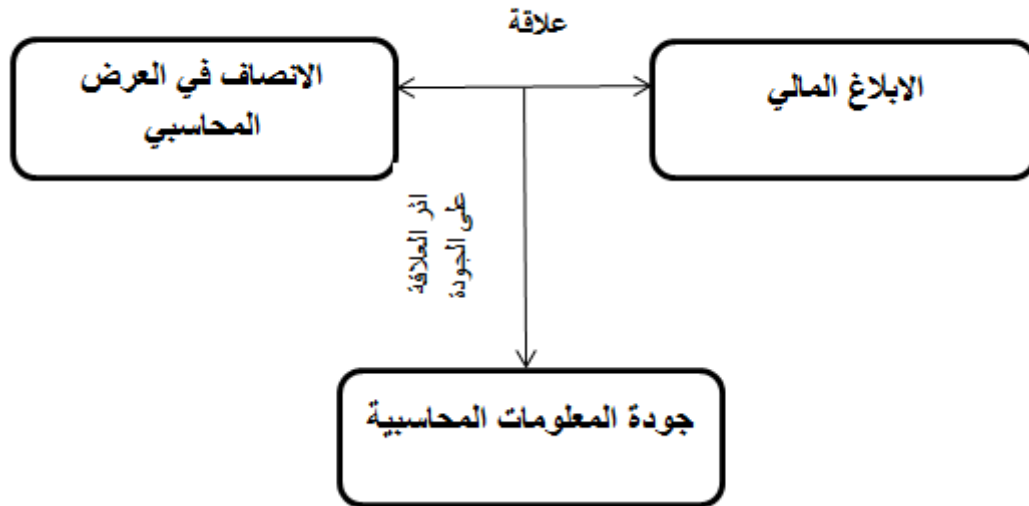 علاقة
الابلاغ المالي
الانصاف في العرض
المحاسبي
اثر العلاقة
على الجودة
جودة المعلومات المحاسبية